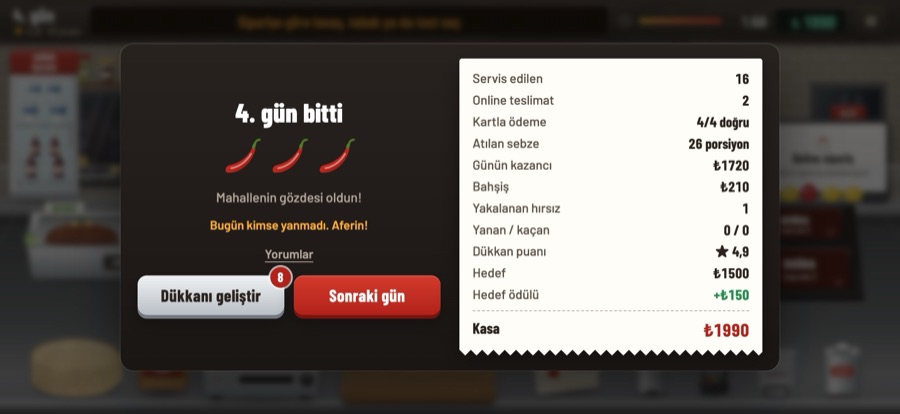 4. gün bitti
Mahallenin gözdesi oldun!
Bugün kimse yanmadı. Aferin!
Yorumlar
8
Dükkanı geliştir
Sonraki gün
Servis edilen 16
Online teslimat 2
Kartla ödeme 4/4 doğru
Atılan sebze 26 porsiyon
Günün kazancı ₺1720
Bahşiş ₺210
Yakalanan hırsız 1
Yanan / kaçan 0 / 0
Dükkan puanı ★ 4,9
Hedef ₺1500
Hedef ödülü +₺150
Kasa ₺1990